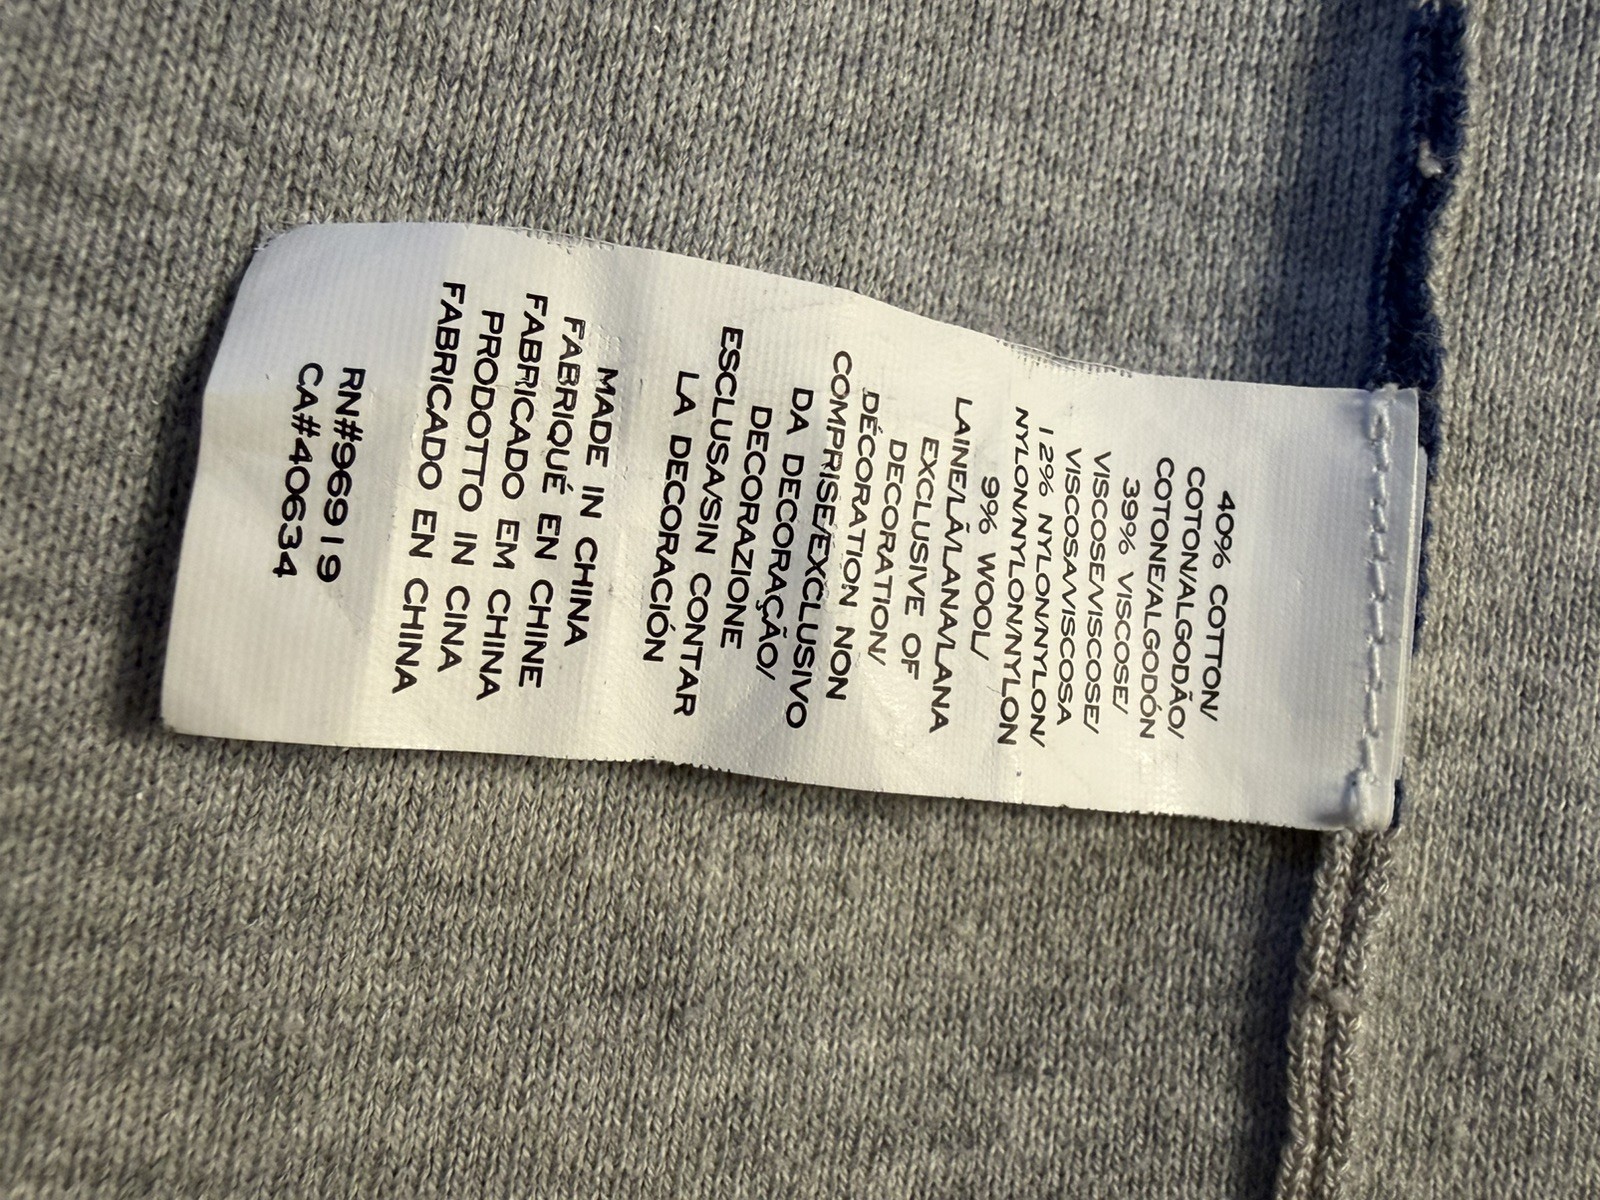 40% COTTON/
COTON/ALGODÃO/
COTONE/ALGODÓN
39% VISCOSE/
VISCOSE/VISCOSE/
VISCOSA/VISCOSA
12% NYLON/NYLON/
NYLON/NYLON/NYLON
9% WOOL/
LAINE/LÃ/LANA/LANA
EXCLUSIVE OF
DECORATION/
DÉCORATION NON
COMPRISE/EXCLUSIVO
DA DECORAÇÃO/
DECORAZIONE
ESCLUSA/SIN CONTAR
LA DECORACIÓN
MADE IN CHINA
FABRIQUÉ EN CHINE
FABRICADO EM CHINA
PRODOTTO IN CINA
FABRICADO EN CHINA
RN#96919
CA#40634